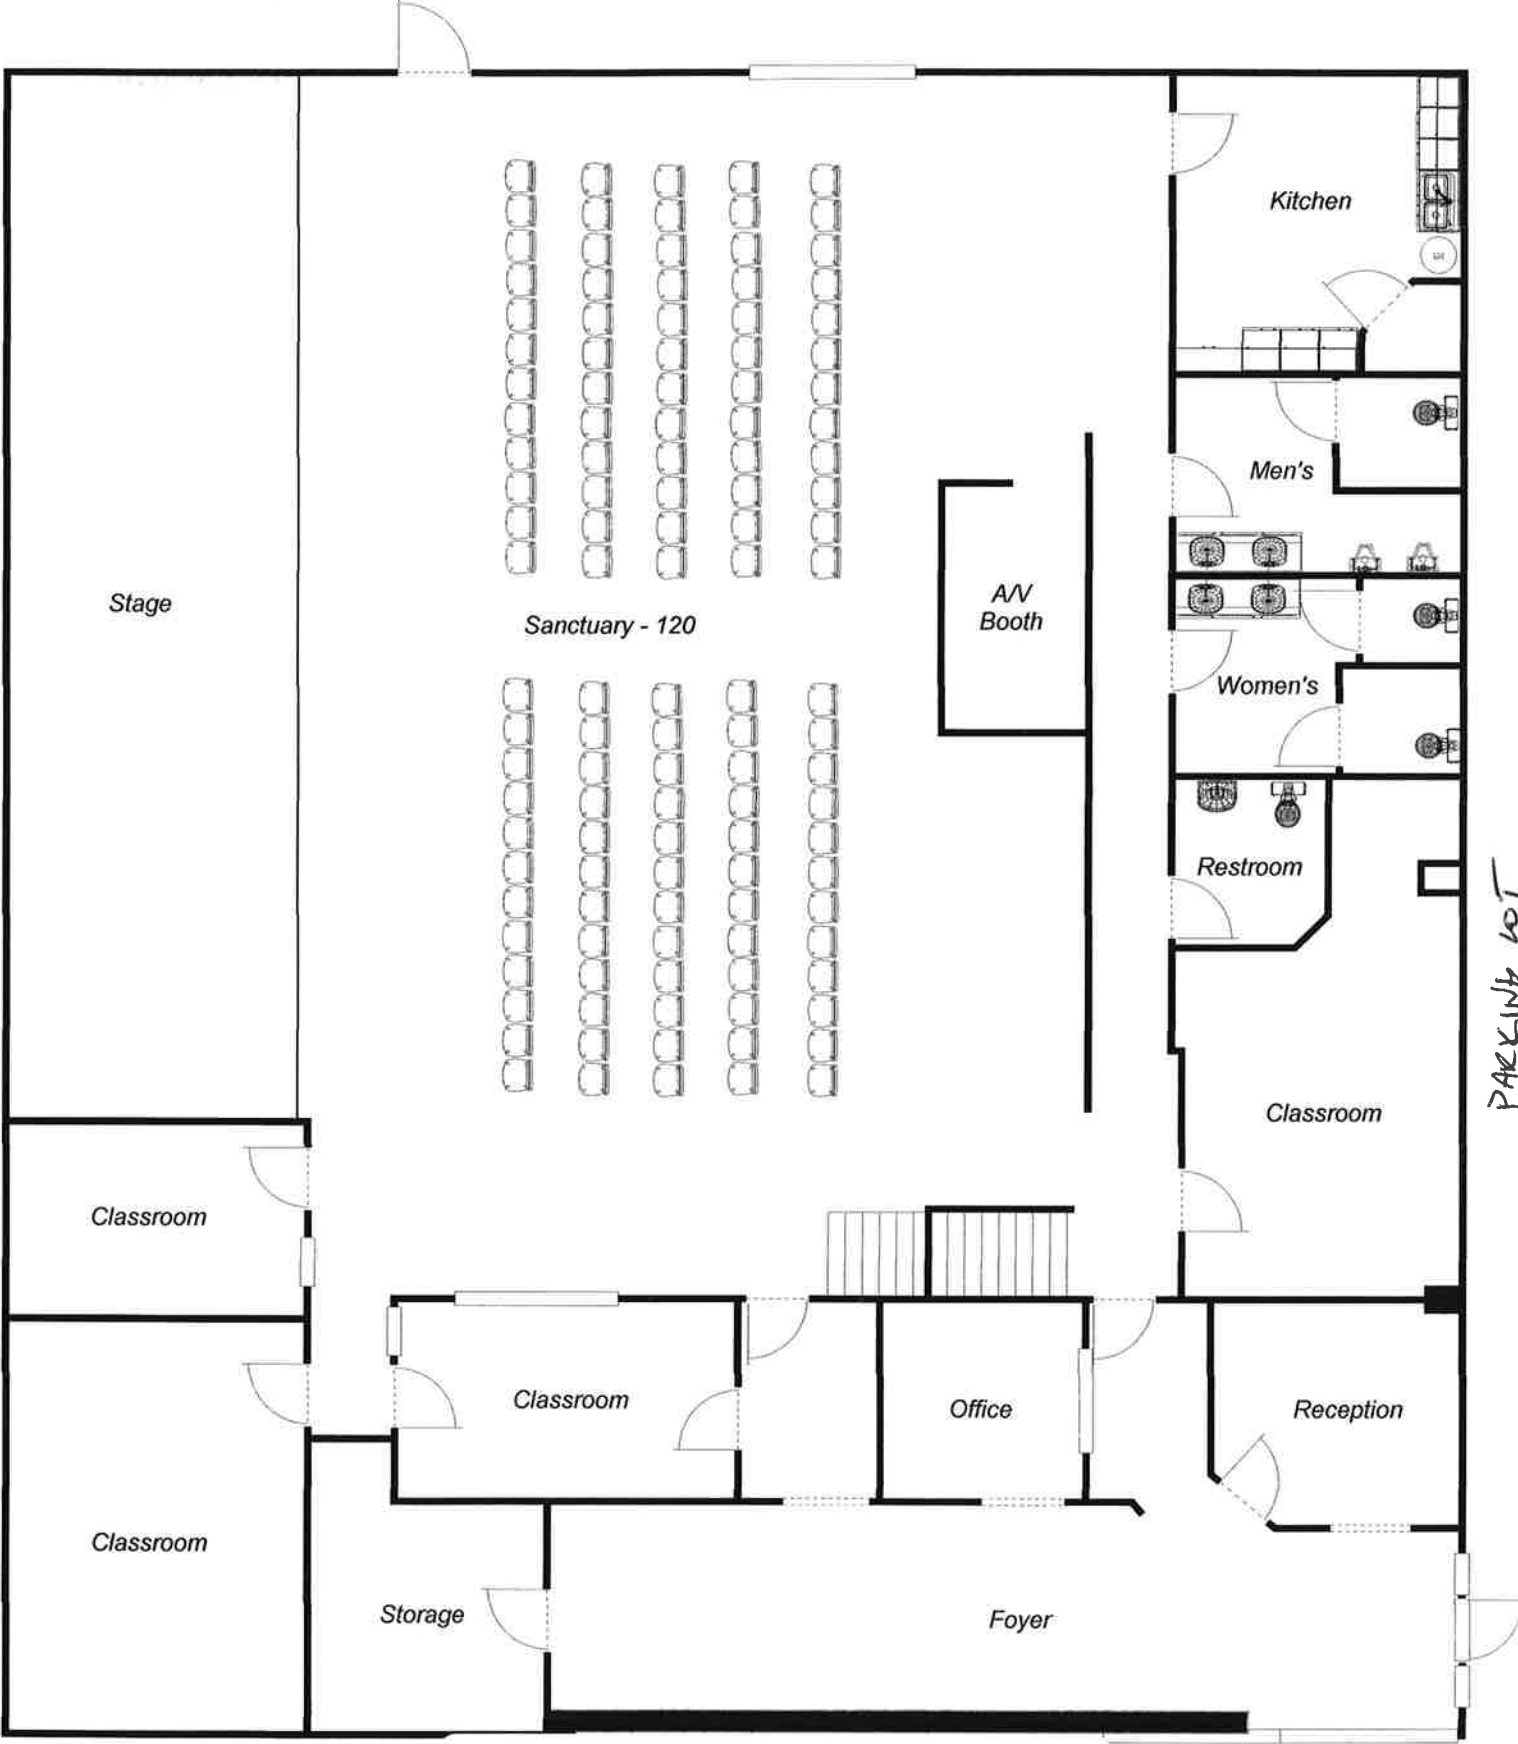 Kitchen
Men's
Stage
A/V
Booth
Sanctuary - 120
Women's
Restroom
PARKING LOT
Classroom
Classroom
Classroom
Office
Reception
Classroom
Storage
Foyer